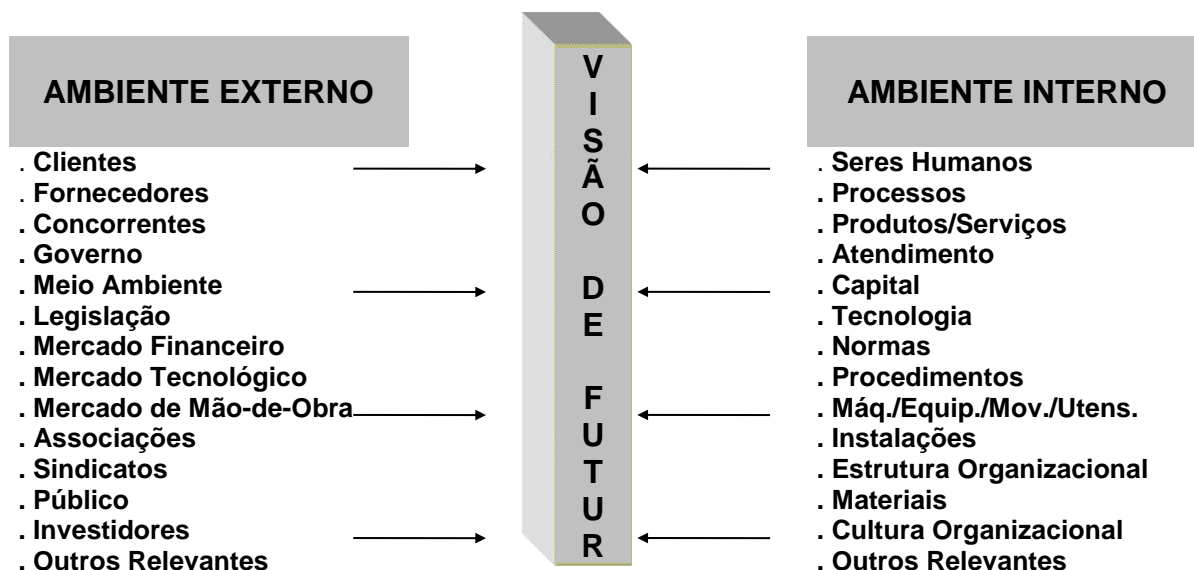 AMBIENTE EXTERNO
. Clientes
. Fornecedores
. Concorrentes
. Governo
. Meio Ambiente
. Legislação
. Mercado Financeiro
. Mercado Tecnológico
. Mercado de Mão-de-Obra
. Associações
. Sindicatos
. Público
. Investidores
. Outros Relevantes
V
I
S
Ã
O
D
E
F
U
T
U
R
AMBIENTE INTERNO
. Seres Humanos
. Processos
. Produtos/Serviços
. Atendimento
. Capital
. Tecnologia
. Normas
. Procedimentos
. Máq./Equip./Mov./Utens.
. Instalações
. Estrutura Organizacional
. Materiais
. Cultura Organizacional
. Outros Relevantes